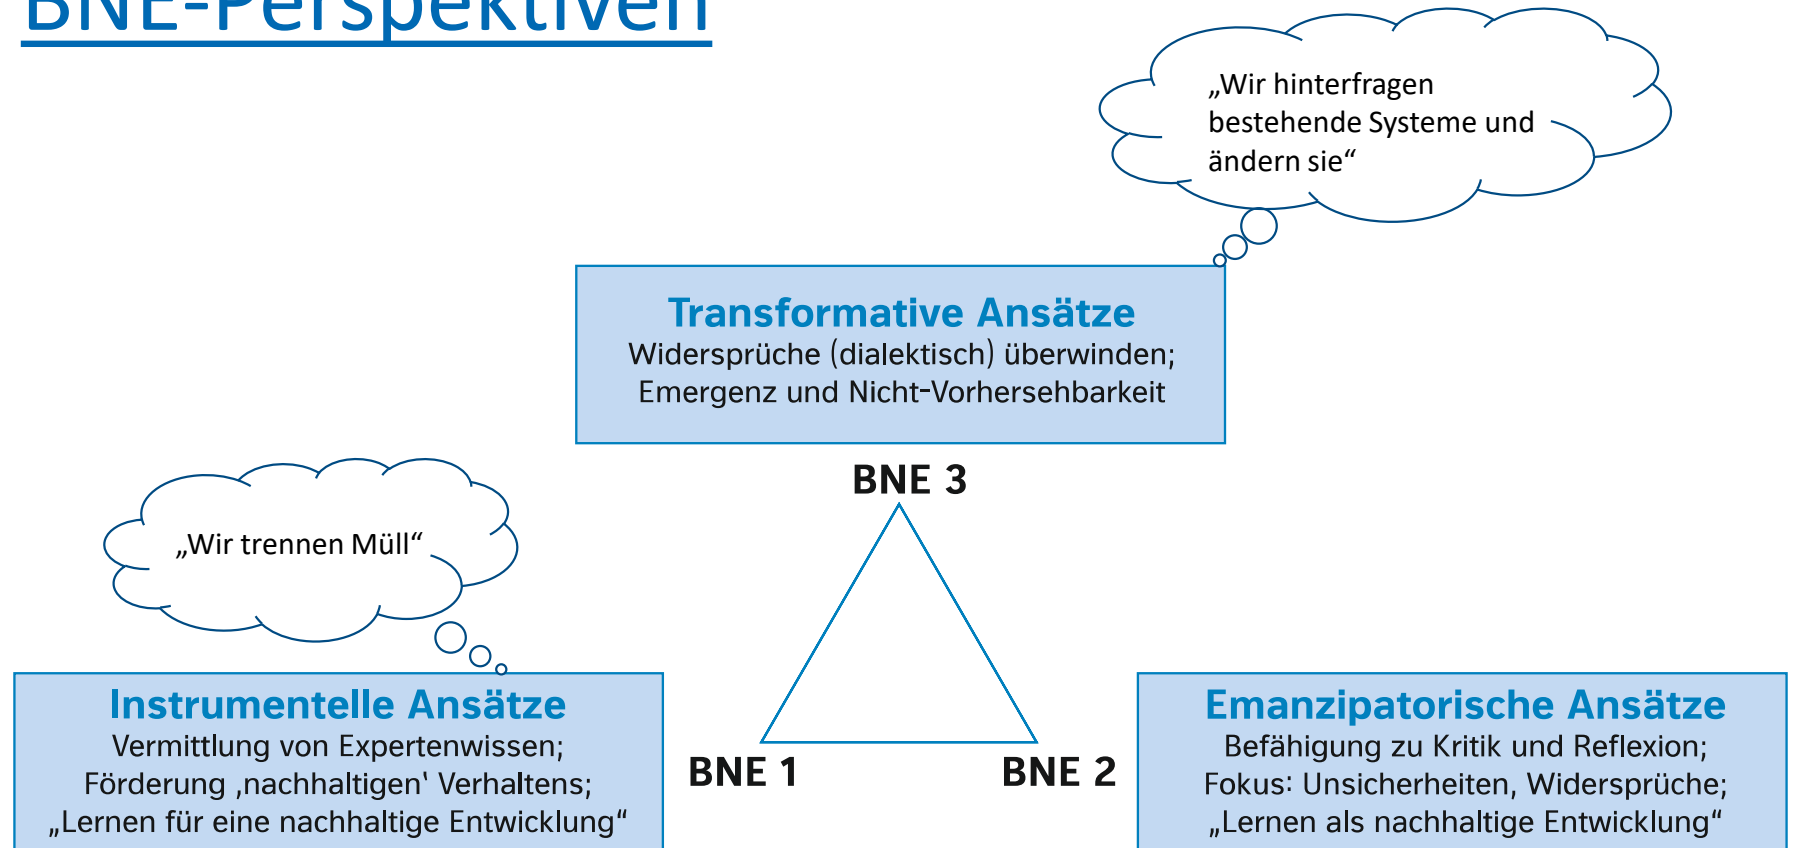 BNE-Perspektiven
„Wir hinterfragen
bestehende Systeme und
ändern sie“
Transformative Ansätze
Widersprüche (dialektisch) überwinden;
Emergenz und Nicht-Vorhersehbarkeit
BNE 3
„Wir trennen Müll“
Instrumentelle Ansätze
Vermittlung von Expertenwissen;
Förderung ‚nachhaltigen‘ Verhaltens;
„Lernen für eine nachhaltige Entwicklung“
BNE 1
BNE 2
Emanzipatorische Ansätze
Befähigung zu Kritik und Reflexion;
Fokus: Unsicherheiten, Widersprüche;
„Lernen als nachhaltige Entwicklung“